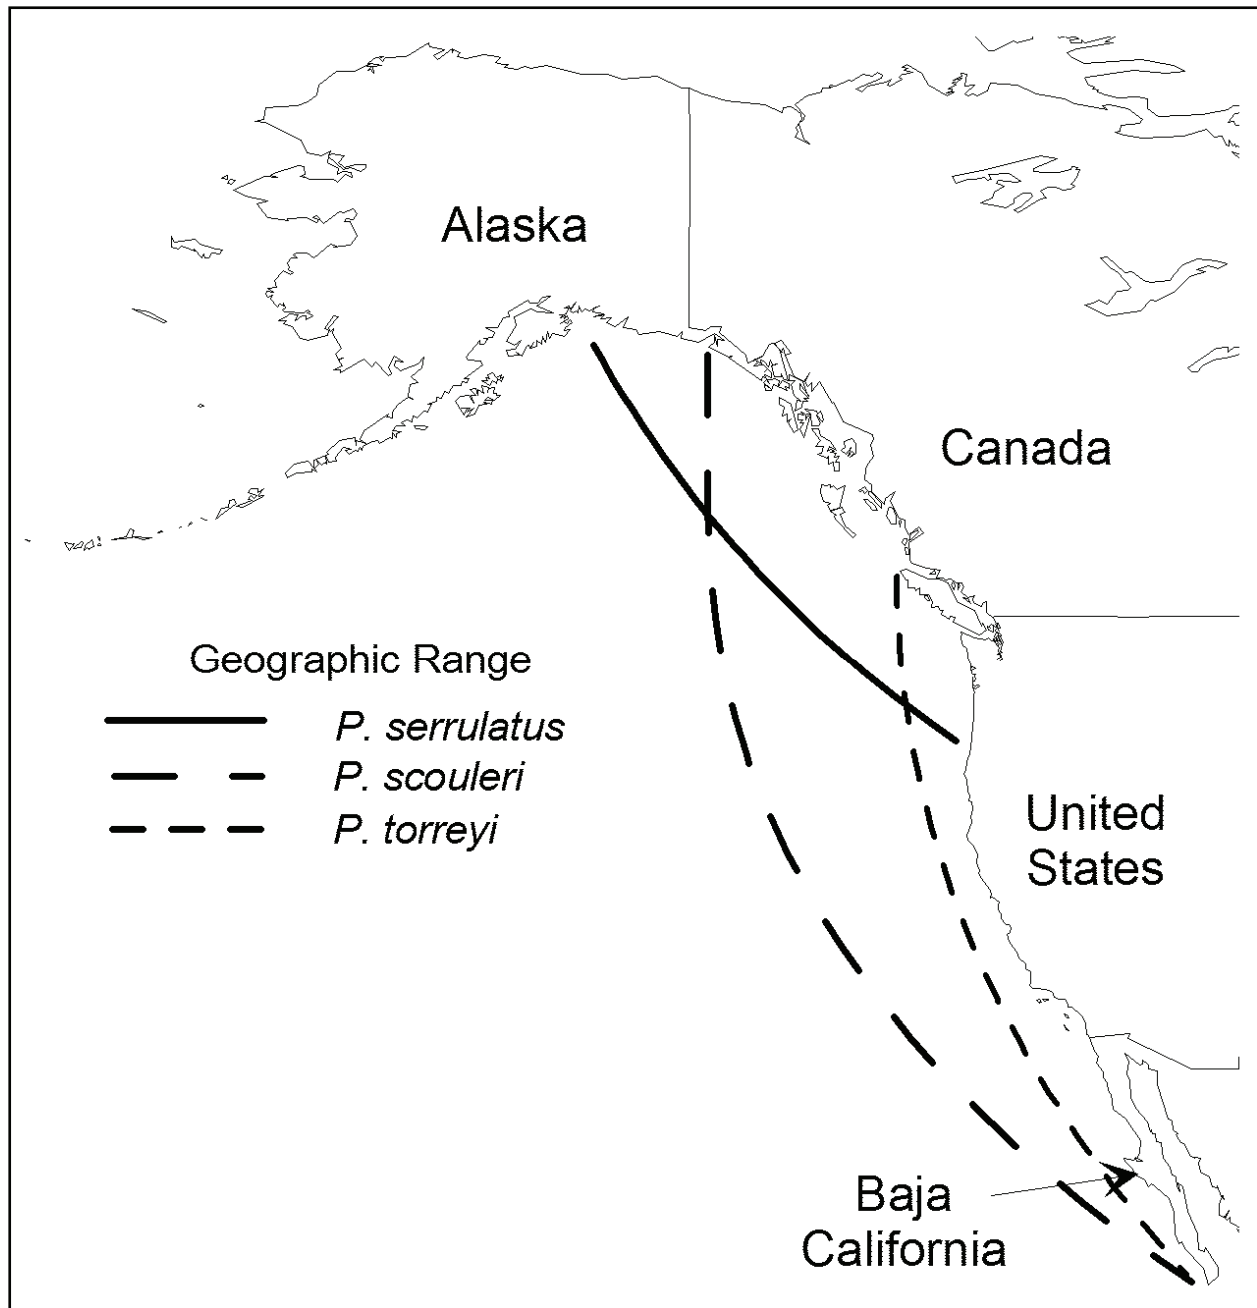 Alaska
Canada
Geographic Range
P. serrulatus
P. scouleri
P. torreyi
United
States
Baja
California